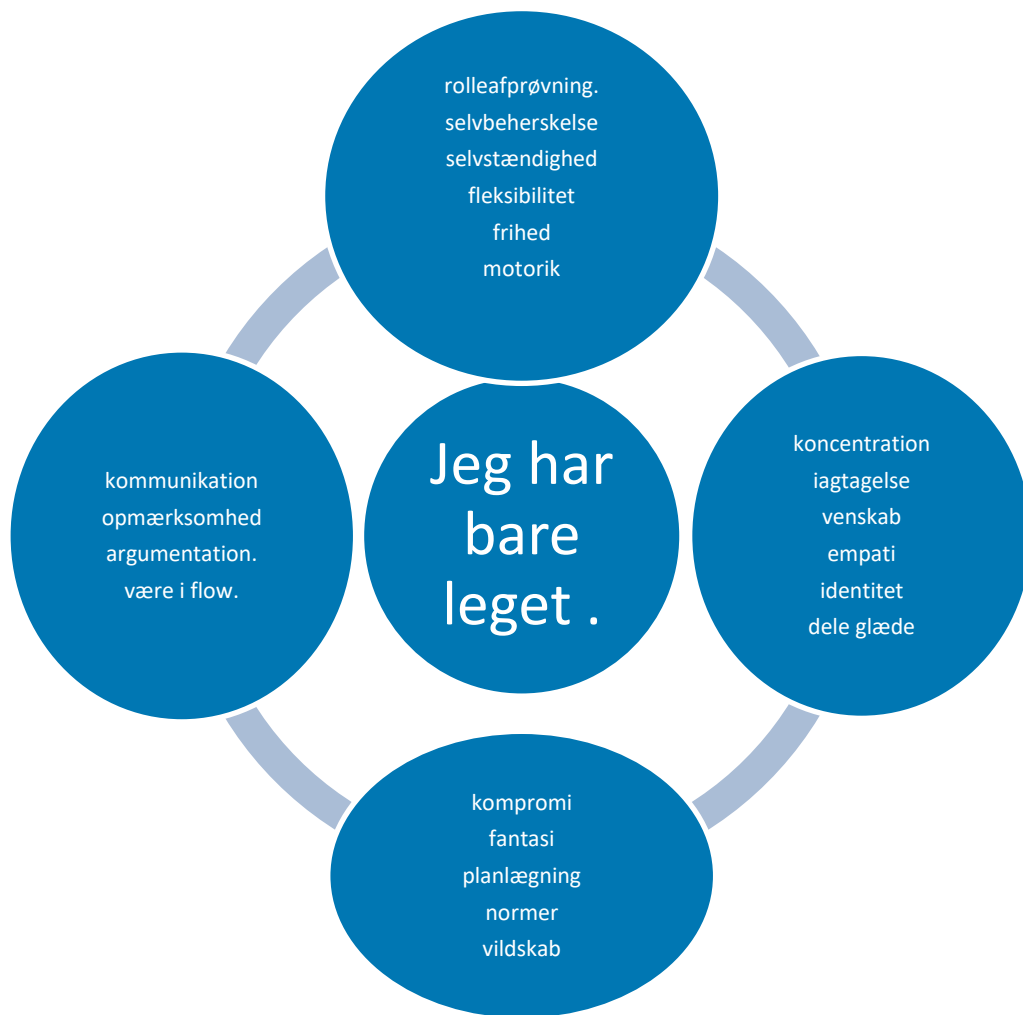 rolleafprøvning.
selvbeherskelse
selvstændighed
fleksibilitet
frihed
motorik
kommunikation
opmærksomhed
argumentation.
være i flow.
Jeg har
bare
leget .
koncentration
iagtagelse
venskab
empati
identitet
dele glæde
kompromi
fantasi
planlægning
normer
vildskab